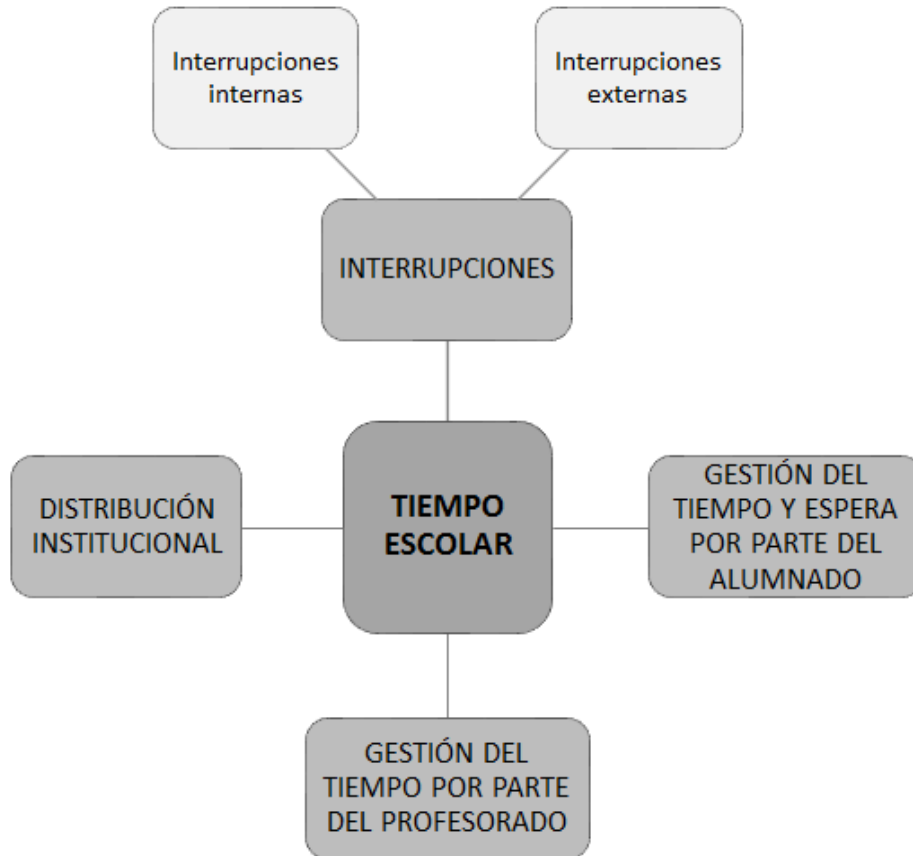 Interrupciones
internas
Interrupciones
externas
INTERRUPCIONES
DISTRIBUCIÓN
INSTITUCIONAL
TIEMPO
ESCOLAR
GESTIÓN DEL
TIEMPO Y ESPERA
POR PARTE DEL
ALUMNADO
GESTIÓN DEL
TIEMPO POR PARTE
DEL PROFESORADO